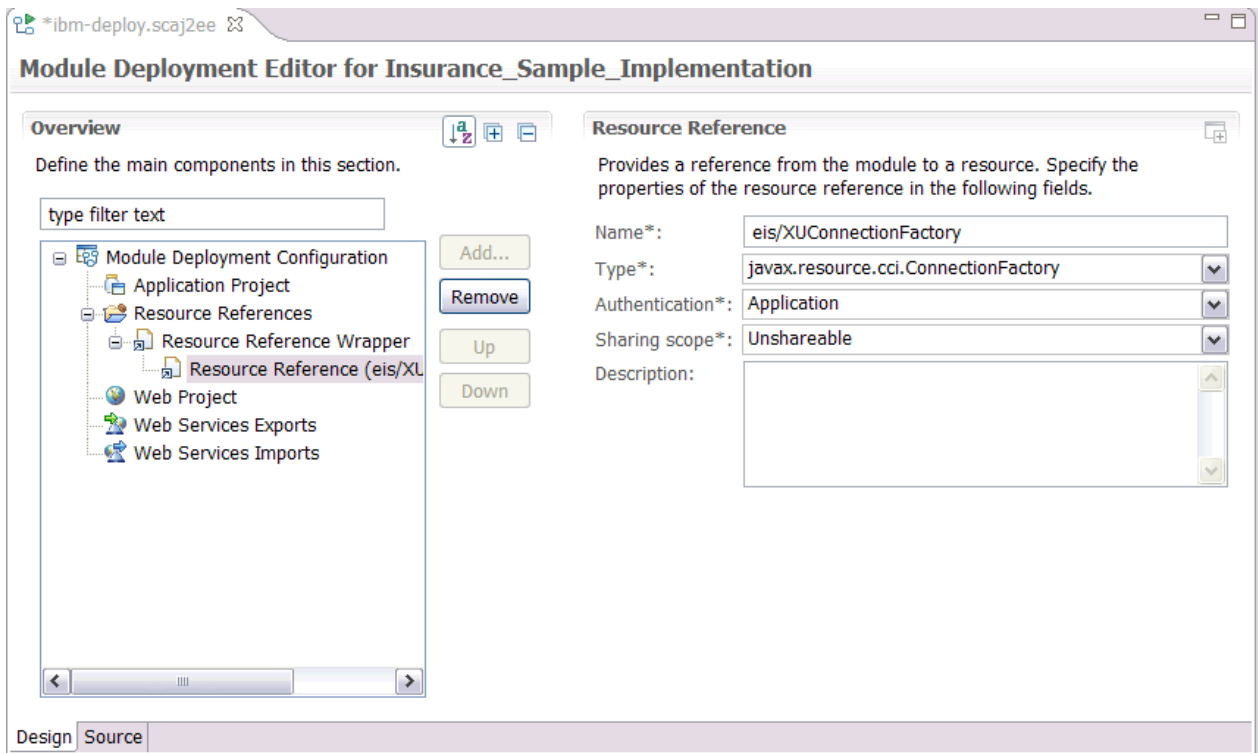 *ibm-deploy.scaj2ee
Module Deployment Editor for Insurance_Sample_Implementation
Overview
Define the main components in this section.
type filter text
Module Deployment Configuration
Application Project
Resource References
Resource Reference Wrapper
Resource Reference (eis/XU
Web Project
Web Services Exports
Web Services Imports
Add...
Remove
Up
Down
Resource Reference
Provides a reference from the module to a resource. Specify the
properties of the resource reference in the following fields.
Name*: eis/XUConnectionFactory
Type*: javax.resource.cci.ConnectionFactory
Authentication*: Application
Sharing scope*: Unshareable
Description:
Design Source